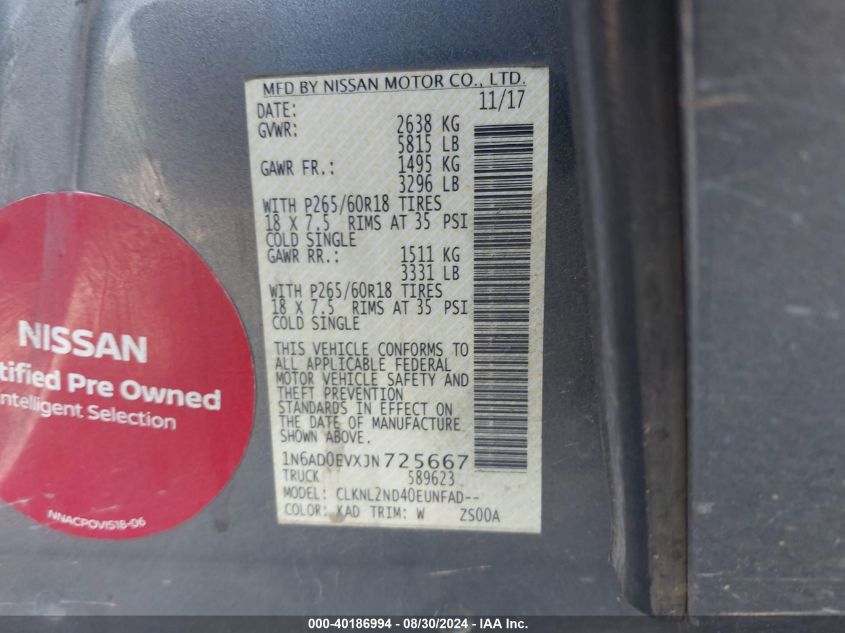 MFD BY NISSAN MOTOR CO., LTD.
DATE: 11/17
GVWR: 2638 KG
5815 LB
GAWR FR.: 1495 KG
3296 LB
WITH P265/60R18 TIRES
18 X 7.5 RIMS AT 35 PSI
COLD SINGLE
GAWR RR.: 1511 KG
3331 LB
WITH P265/60R18 TIRES
18 X 7.5 RIMS AT 35 PSI
COLD SINGLE
THIS VEHICLE CONFORMS TO
ALL APPLICABLE FEDERAL
MOTOR VEHICLE SAFETY AND
THEFT PREVENTION
STANDARDS IN EFFECT ON
THE DATE OF MANUFACTURE
SHOWN ABOVE.
1N6AD0EVXJN725667
TRUCK 589623
MODEL: CLKNL2ND40EUNFAD--
COLOR: KAD TRIM: W ZS00A
NISSAN
tified Pre Owned
ntelligent Selection
NNACPOVIS18-06
000-40186994 - 08/30/2024 - IAA Inc.